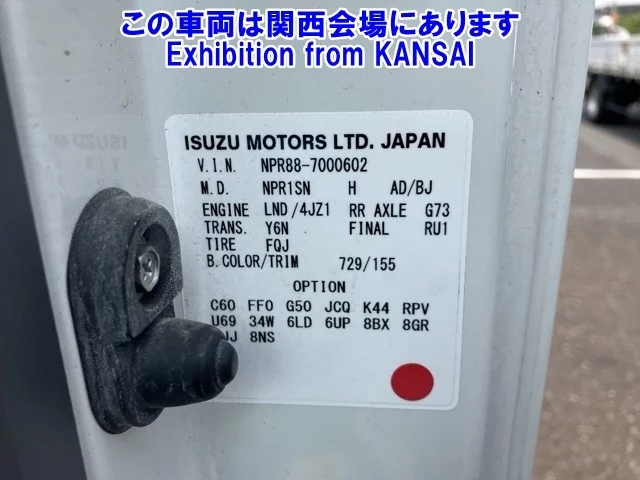 この車両は関西会場にあります
Exhibition from KANSAI
ISUZU MOTORS LTD. JAPAN
V.I.N. NPR88-7000602
M.D. NPR1SN H AD/BJ
ENGINE LND/4JZ1 RR AXLE G73
TRANS. Y6N FINAL RU1
TIRE FQJ
B.COLOR/TRIM 729/155
OPTION
C60 FF0 G50 JCQ K44 RPV
U69 34W 6LD 6UP 8BX 8GR
8NS